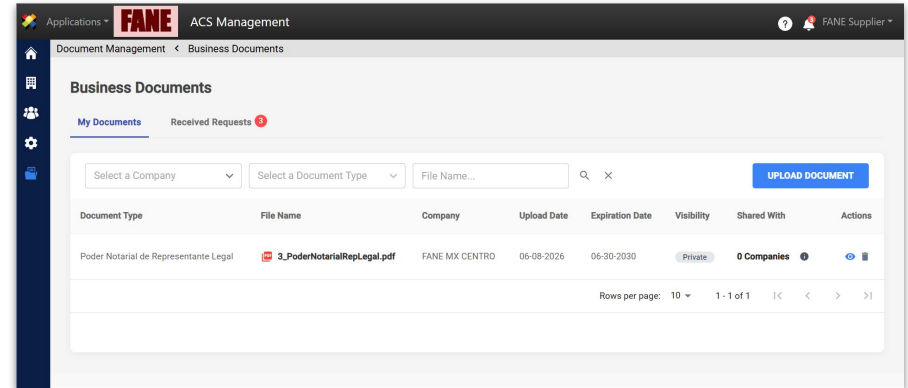 Applications FANE ACS Management ? 3 FANE Supplier
Document Management < Business Documents
Business Documents
My Documents Received Requests 3
Select a Company Select a Document Type File Name... UPLOAD DOCUMENT
Document Type File Name Company Upload Date Expiration Date Visibility Shared With Actions
Poder Notarial de Representante Legal 3_PoderNotarialRepLegal.pdf FANE MX CENTRO 06-08-2026 06-30-2030 Private 0 Companies
Rows per page: 10 1 - 1 of 1